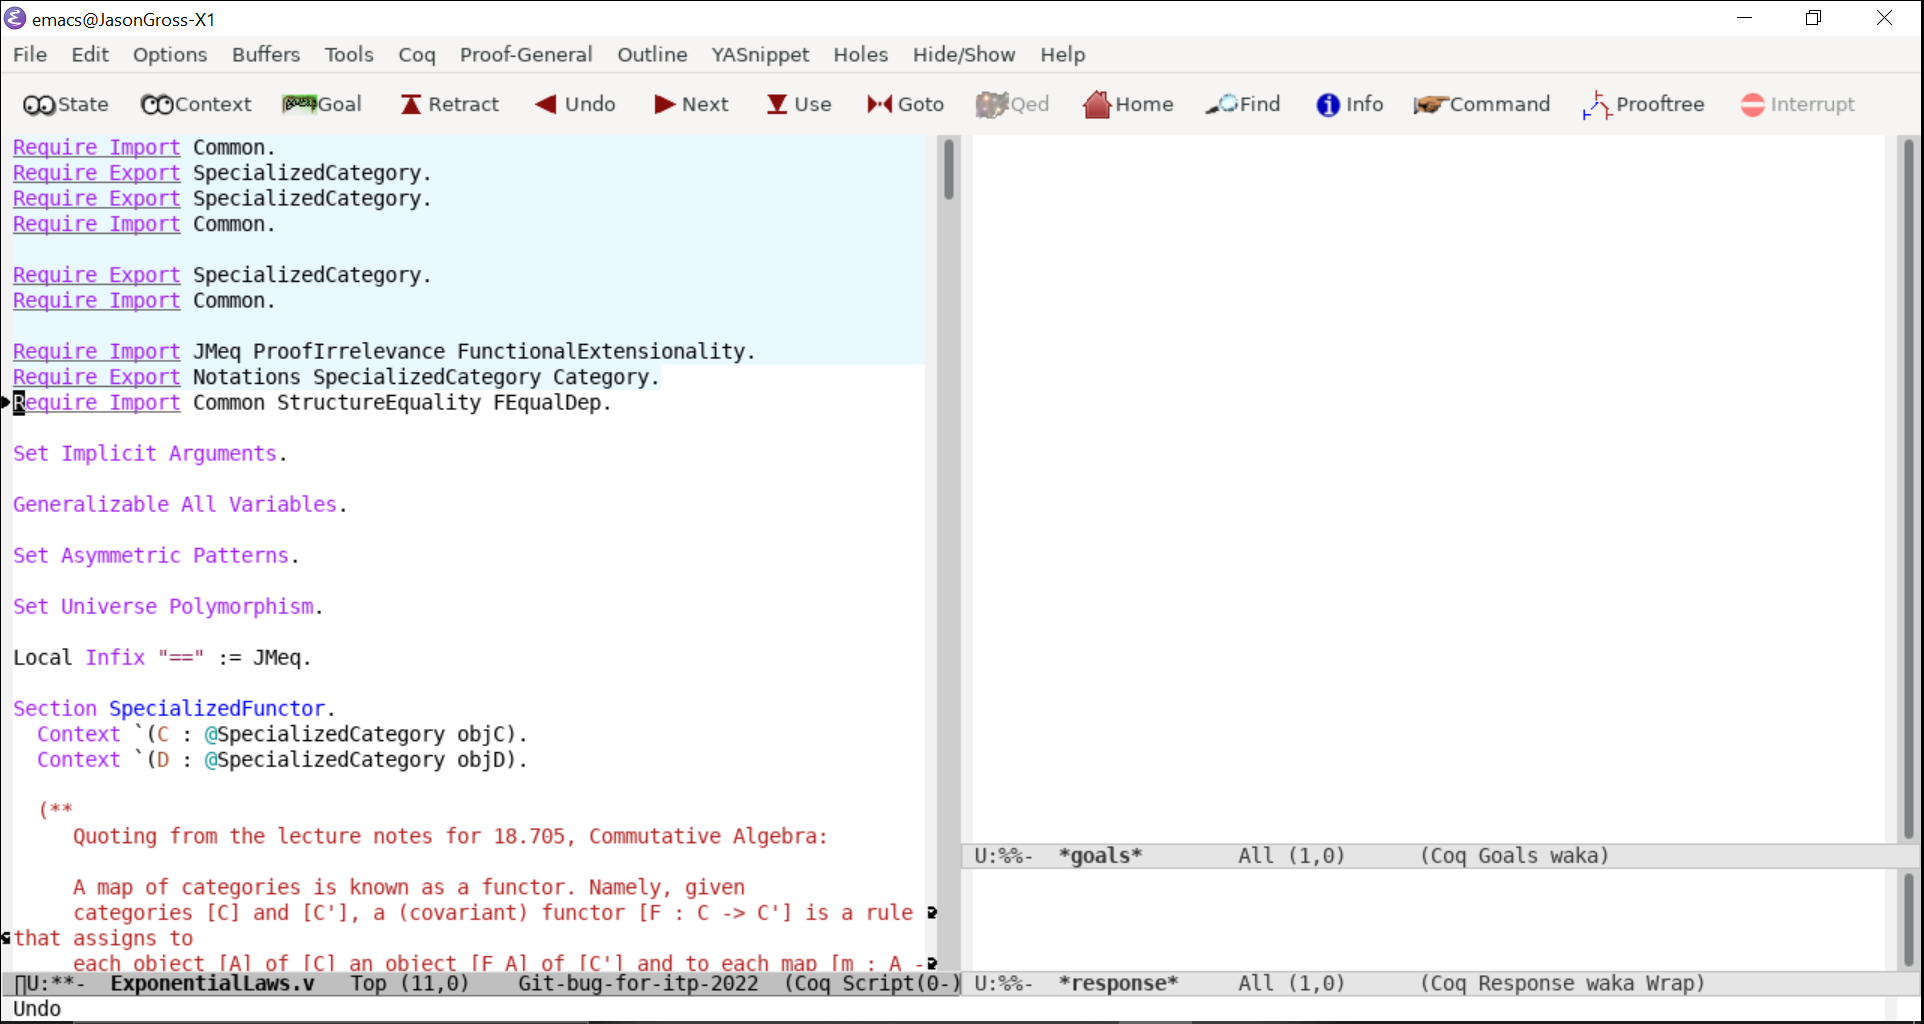 emacs@JasonGross-X1
File Edit Options Buffers Tools Coq Proof-General Outline YASnippet Holes Hide/Show Help
State Context Goal Retract Undo Next Use Goto Qed Home Find Info Command Prooftree Interrupt
Require Import Common.
Require Export SpecializedCategory.
Require Export SpecializedCategory.
Require Import Common.
Require Export SpecializedCategory.
Require Import Common.
Require Import JMeq ProofIrrelevance FunctionalExtensionality.
Require Export Notations SpecializedCategory Category.
Require Import Common StructureEquality FEqualDep.
Set Implicit Arguments.
Generalizable All Variables.
Set Asymmetric Patterns.
Set Universe Polymorphism.
Local Infix "==" := JMeq.
Section SpecializedFunctor.
Context `(C : @SpecializedCategory objC).
Context `(D : @SpecializedCategory objD).
(**
Quoting from the lecture notes for 18.705, Commutative Algebra:
A map of categories is known as a functor. Namely, given
categories [C] and [C'], a (covariant) functor [F : C -> C'] is a rule
that assigns to
each object [A] of [C] an object [F A] of [C'] and to each map [m : A -
U:**- ExponentialLaws.v Top (11,0) Git-bug-for-itp-2022 (Coq Script(0-)
Undo
U:%%- *goals* All (1,0) (Coq Goals waka)
U:%%- *response* All (1,0) (Coq Response waka Wrap)